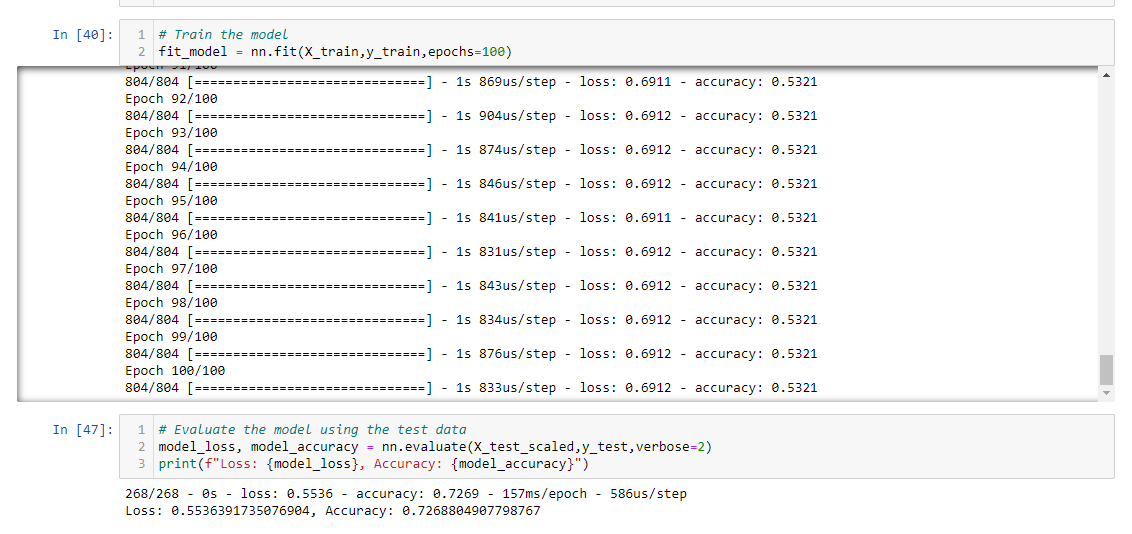 In [40]:
1 # Train the model
2 fit_model = nn.fit(X_train,y_train,epochs=100)
Epoch 91/100
804/804 [==============================] - 1s 869us/step - loss: 0.6911 - accuracy: 0.5321
Epoch 92/100
804/804 [==============================] - 1s 904us/step - loss: 0.6912 - accuracy: 0.5321
Epoch 93/100
804/804 [==============================] - 1s 874us/step - loss: 0.6912 - accuracy: 0.5321
Epoch 94/100
804/804 [==============================] - 1s 846us/step - loss: 0.6912 - accuracy: 0.5321
Epoch 95/100
804/804 [==============================] - 1s 841us/step - loss: 0.6911 - accuracy: 0.5321
Epoch 96/100
804/804 [==============================] - 1s 831us/step - loss: 0.6912 - accuracy: 0.5321
Epoch 97/100
804/804 [==============================] - 1s 843us/step - loss: 0.6912 - accuracy: 0.5321
Epoch 98/100
804/804 [==============================] - 1s 834us/step - loss: 0.6912 - accuracy: 0.5321
Epoch 99/100
804/804 [==============================] - 1s 876us/step - loss: 0.6912 - accuracy: 0.5321
Epoch 100/100
804/804 [==============================] - 1s 833us/step - loss: 0.6912 - accuracy: 0.5321
In [47]:
1 # Evaluate the model using the test data
2 model_loss, model_accuracy = nn.evaluate(X_test_scaled,y_test,verbose=2)
3 print(f"Loss: {model_loss}, Accuracy: {model_accuracy}")
268/268 - 0s - loss: 0.5536 - accuracy: 0.7269 - 157ms/epoch - 586us/step
Loss: 0.5536391735076904, Accuracy: 0.7268804907798767